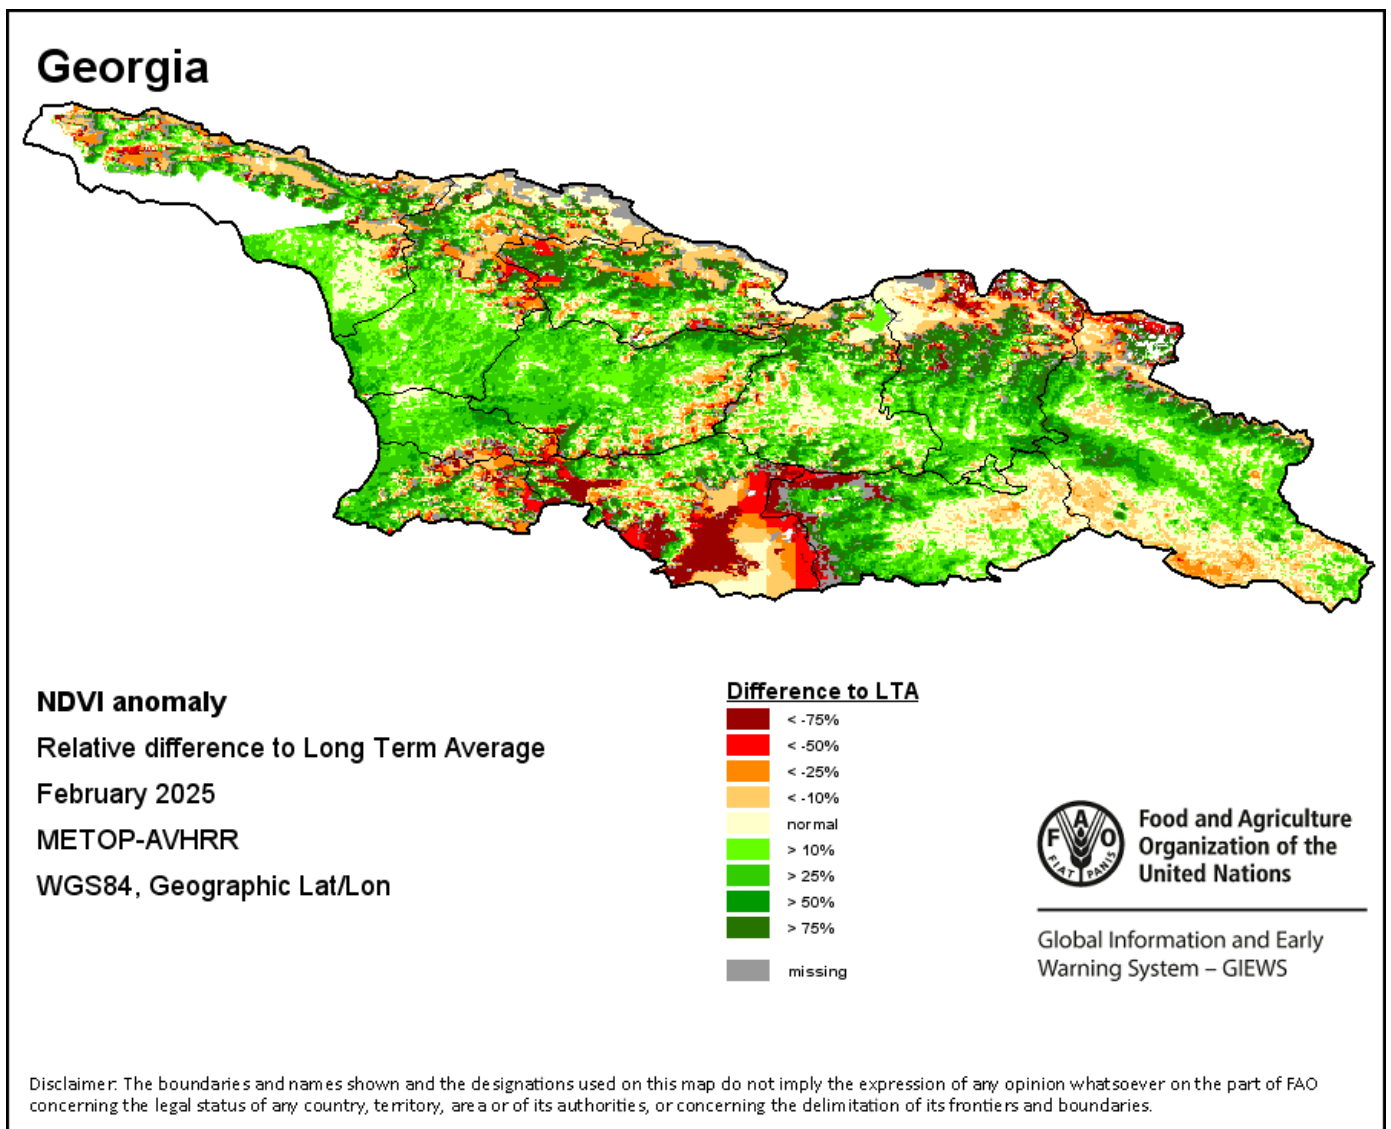 Georgia
NDVI anomaly
Relative difference to Long Term Average
February 2025
METOP-AVHRR
WGS84, Geographic Lat/Lon
Difference to LTA
< -75%
< -50%
< -25%
< -10%
normal
> 10%
> 25%
> 50%
> 75%
missing
F A O
FIAT PANIS
Food and Agriculture
Organization of the
United Nations
Global Information and Early
Warning System – GIEWS
Disclaimer: The boundaries and names shown and the designations used on this map do not imply the expression of any opinion whatsoever on the part of FAO
concerning the legal status of any country, territory, area or of its authorities, or concerning the delimitation of its frontiers and boundaries.